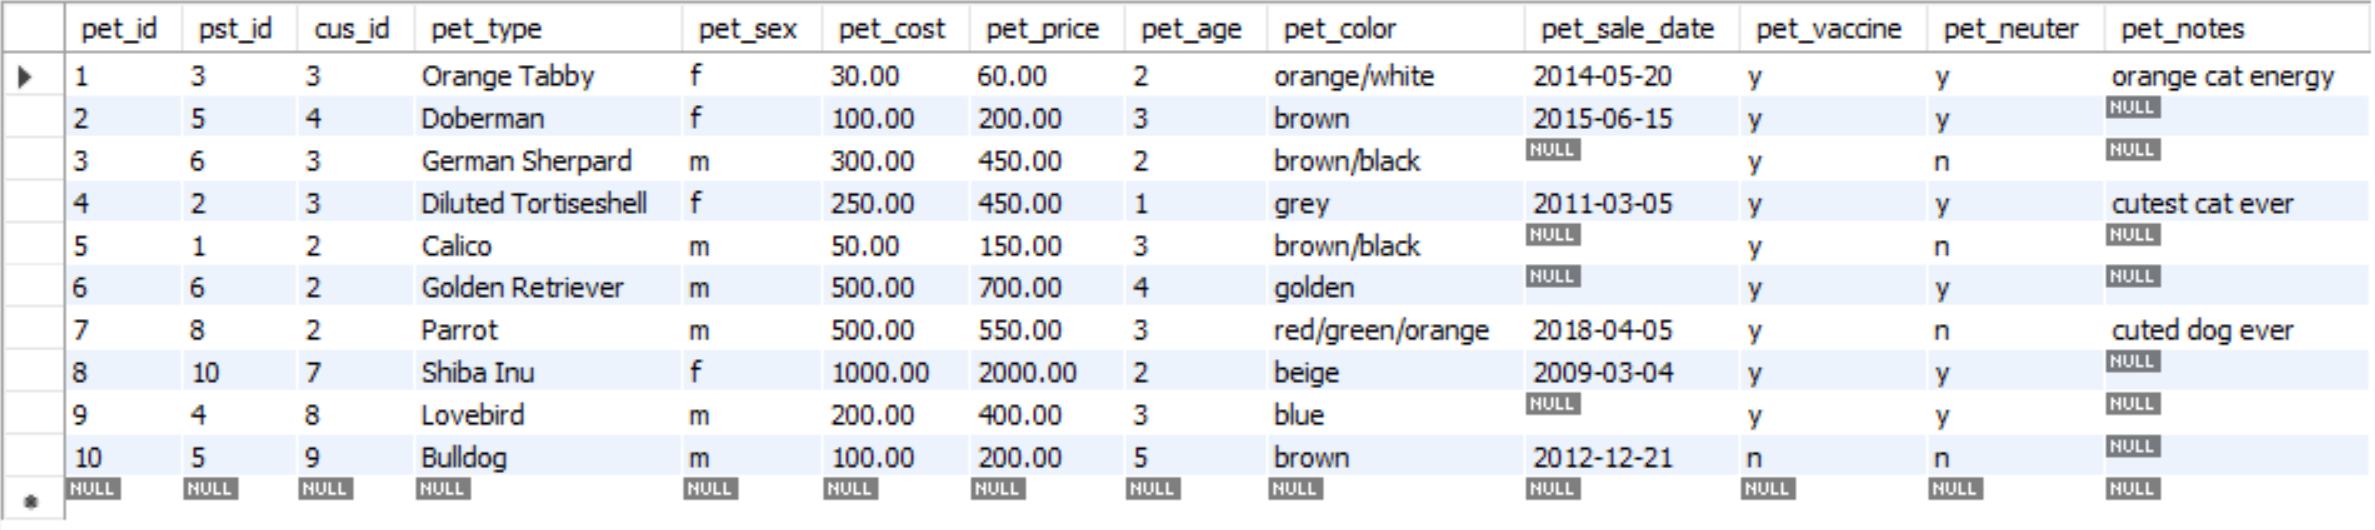 pet_id pst_id cus_id pet_type pet_sex pet_cost pet_price pet_age pet_color pet_sale_date pet_vaccine pet_neuter pet_notes
1 3 3 Orange Tabby f 30.00 60.00 2 orange/white 2014-05-20 y y orange cat energy
2 5 4 Doberman f 100.00 200.00 3 brown 2015-06-15 y y NULL
3 6 3 German Sherpard m 300.00 450.00 2 brown/black NULL y n NULL
4 2 3 Diluted Tortiseshell f 250.00 450.00 1 grey 2011-03-05 y y cutest cat ever
5 1 2 Calico m 50.00 150.00 3 brown/black NULL y n NULL
6 6 2 Golden Retriever m 500.00 700.00 4 golden NULL y y NULL
7 8 2 Parrot m 500.00 550.00 3 red/green/orange 2018-04-05 y n cuted dog ever
8 10 7 Shiba Inu f 1000.00 2000.00 2 beige 2009-03-04 y y NULL
9 4 8 Lovebird m 200.00 400.00 3 blue NULL y y NULL
10 5 9 Bulldog m 100.00 200.00 5 brown 2012-12-21 n n NULL
NULL NULL NULL NULL NULL NULL NULL NULL NULL NULL NULL NULL NULL